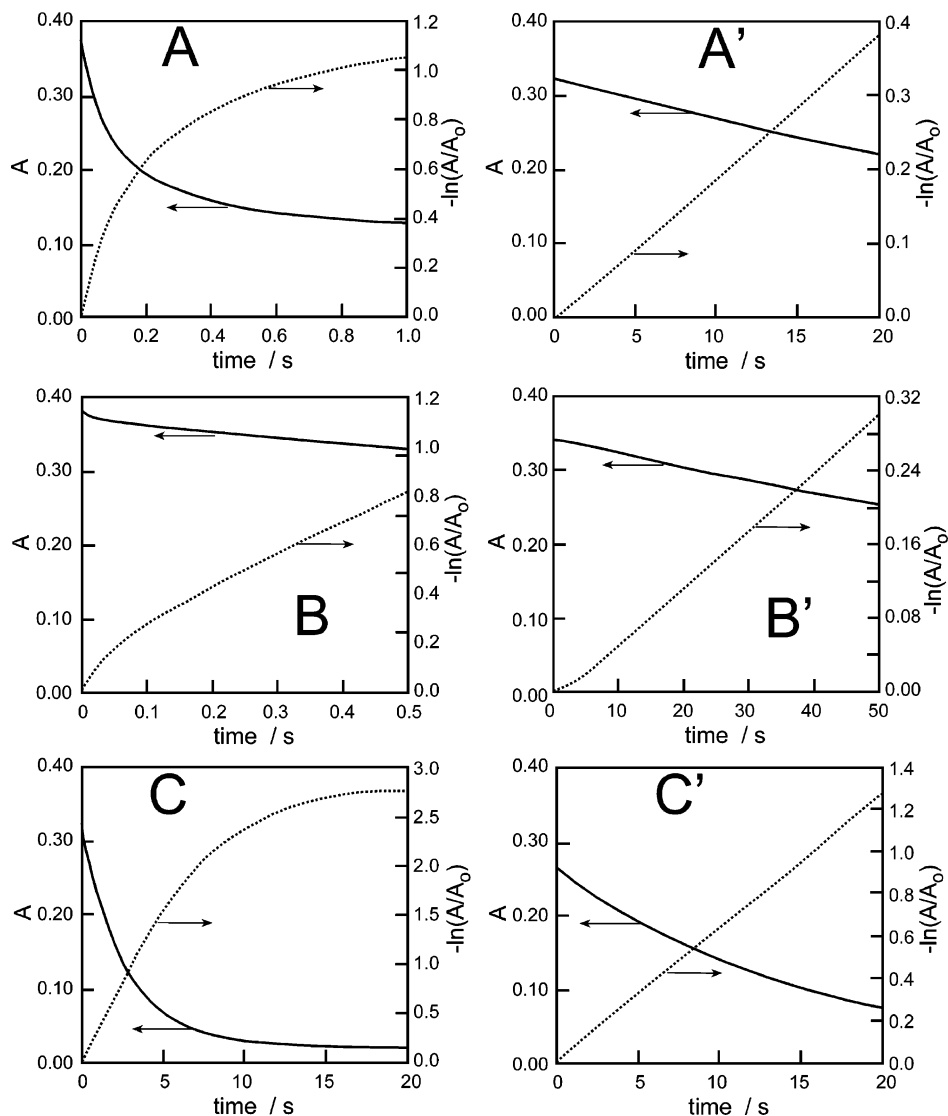 A
0.40
0.30
0.20
0.10
0.00
A
1.2
1.0
0.8
0.6
0.4
0.2
0.0
-ln(A/Ao)
0 0.2 0.4 0.6 0.8 1.0
time / s
A'
0.40
0.30
0.20
0.10
0.00
A
0.4
0.3
0.2
0.1
0.0
-ln(A/Ao)
0 5 10 15 20
time / s
B
0.40
0.30
0.20
0.10
0.00
A
1.2
1.0
0.8
0.6
0.4
0.2
0.0
-ln(A/Ao)
0 0.1 0.2 0.3 0.4 0.5
time / s
B'
0.40
0.30
0.20
0.10
0.00
A
0.32
0.24
0.16
0.08
0.00
-ln(A/Ao)
0 10 20 30 40 50
time / s
C
0.40
0.30
0.20
0.10
0.00
A
3.0
2.5
2.0
1.5
1.0
0.5
0.0
-ln(A/Ao)
0 5 10 15 20
time / s
C'
0.40
0.30
0.20
0.10
0.00
A
1.4
1.2
1.0
0.8
0.6
0.4
0.2
0.0
-ln(A/Ao)
0 5 10 15 20
time / s